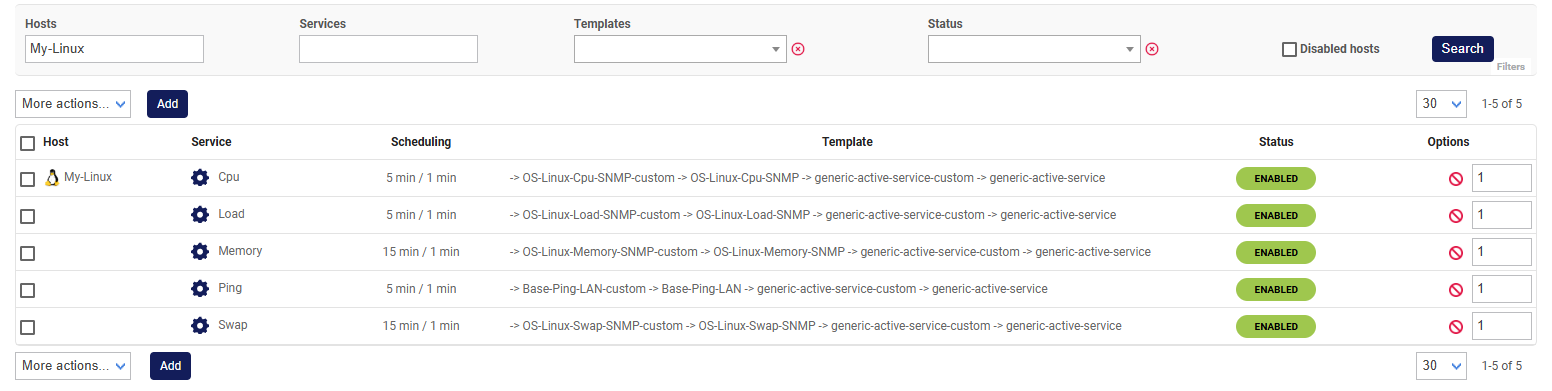 Hosts Services Templates Status
My-Linux Disabled hosts Search
Filters
More actions... Add 30 1-5 of 5
Host Service Scheduling Template Status Options
My-Linux Cpu 5 min / 1 min -> OS-Linux-Cpu-SNMP-custom -> OS-Linux-Cpu-SNMP -> generic-active-service-custom -> generic-active-service ENABLED 1
Load 5 min / 1 min -> OS-Linux-Load-SNMP-custom -> OS-Linux-Load-SNMP -> generic-active-service-custom -> generic-active-service ENABLED 1
Memory 15 min / 1 min -> OS-Linux-Memory-SNMP-custom -> OS-Linux-Memory-SNMP -> generic-active-service-custom -> generic-active-service ENABLED 1
Ping 5 min / 1 min -> Base-Ping-LAN-custom -> Base-Ping-LAN -> generic-active-service-custom -> generic-active-service ENABLED 1
Swap 15 min / 1 min -> OS-Linux-Swap-SNMP-custom -> OS-Linux-Swap-SNMP -> generic-active-service-custom -> generic-active-service ENABLED 1
More actions... Add 30 1-5 of 5